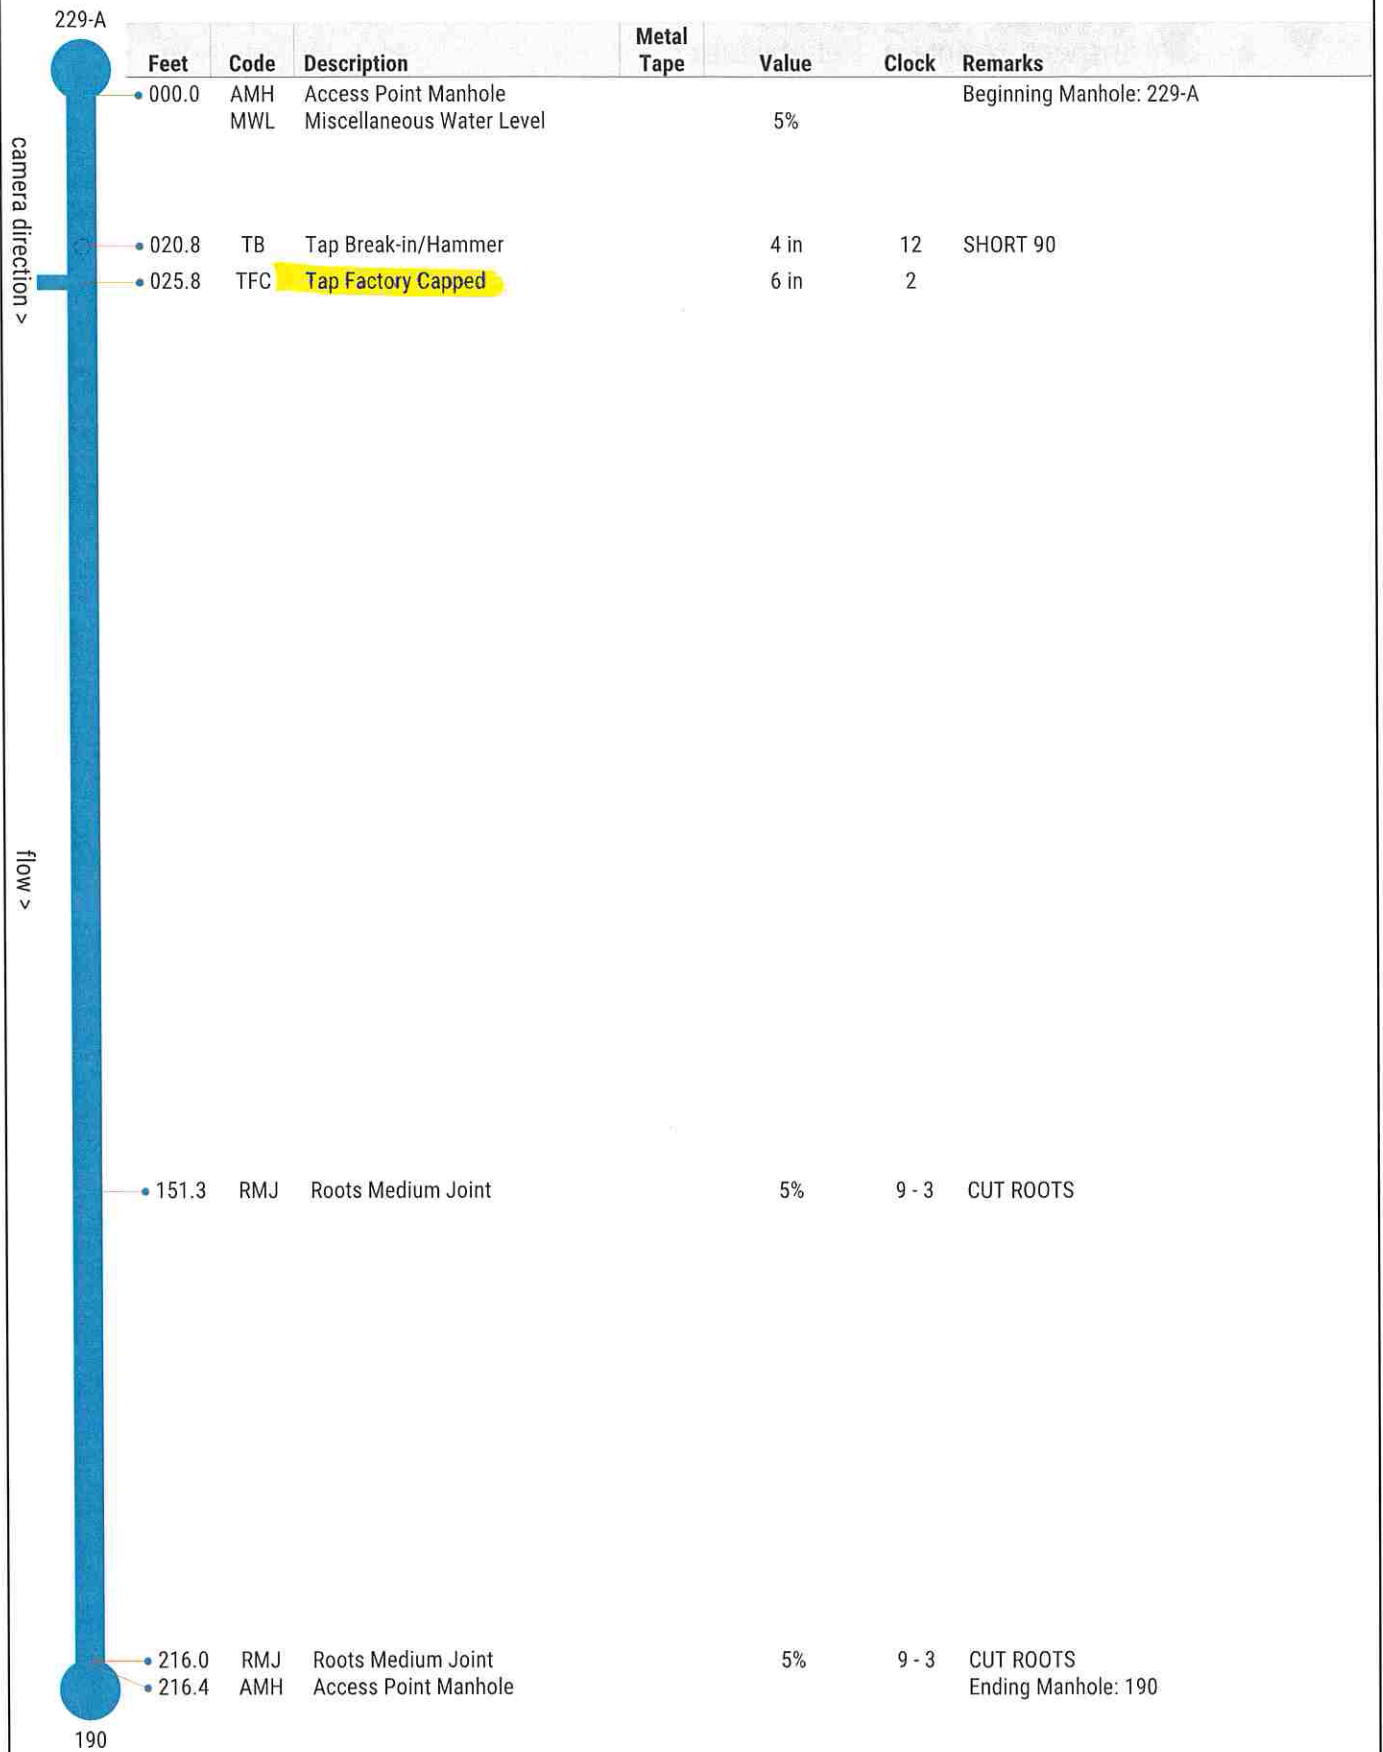 229-A
Metal
Feet Code Description Tape Value Clock Remarks
000.0 AMH Access Point Manhole Beginning Manhole: 229-A
MWL Miscellaneous Water Level 5%
camera direction >
020.8 TB Tap Break-in/Hammer 4 in 12 SHORT 90
025.8 TFC Tap Factory Capped 6 in 2
flow >
151.3 RMJ Roots Medium Joint 5% 9 - 3 CUT ROOTS
216.0 RMJ Roots Medium Joint 5% 9 - 3 CUT ROOTS
216.4 AMH Access Point Manhole Ending Manhole: 190
190